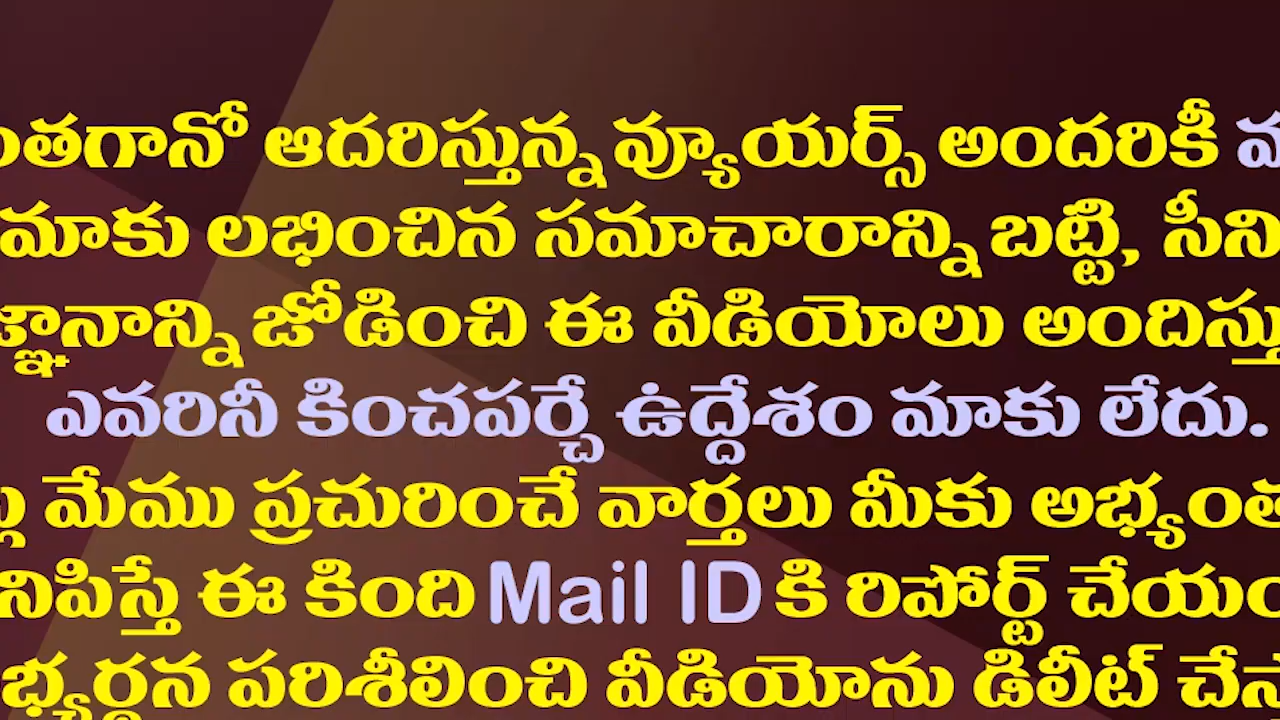 ఆదరిస్తున్న వ్యూయర్స్ అందరికీ
మాకు లభించిన సమాచారాన్ని బట్టి,
జోడించి ఈ వీడియోలు
ఎవరినీ కించపర్చే ఉద్దేశం మాకు లేదు.
మేము ప్రచురించే వార్తలు మీకు
ఈ కింది Mail ID కి రిపోర్ట్
పరిశీలించి వీడియోను డిలీట్